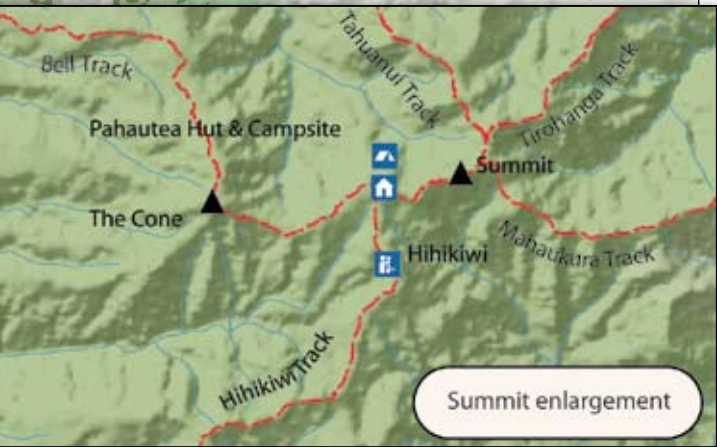 Tahuanui Track
Bell Track
Tirohanga Track
Pahautea Hut & Campsite
Summit
The Cone
Mahaukura Track
Hihikiwi
Hihikiwi Track
Summit enlargement